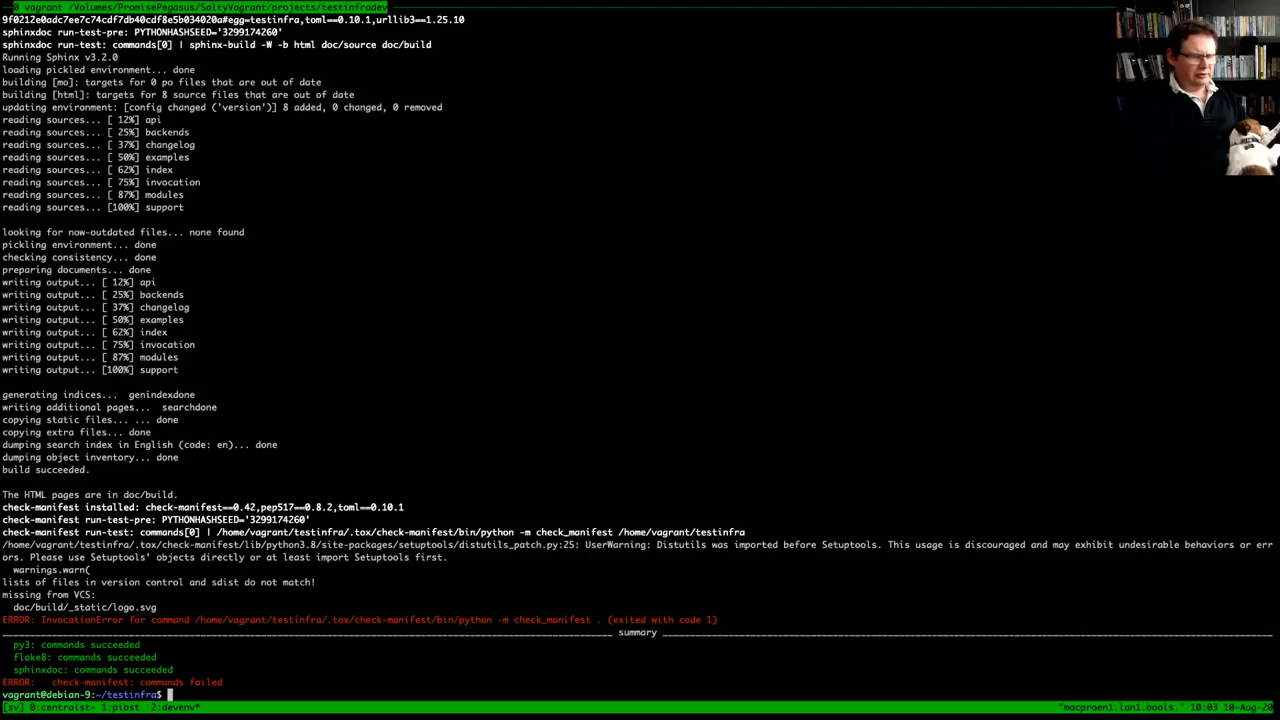 0 vagrant /Volumes/PromisePegasus/SaltyVagrant/projects/testinfradev
9f0212e0adc7ee7c74cdf7db40cdf8e5b034020a#egg=testinfra,toml==0.10.1,urllib3==1.25.10
sphinxdoc run-test-pre: PYTHONHASHSEED='3299174260'
sphinxdoc run-test: commands[0] | sphinx-build -W -b html doc/source doc/build
Running Sphinx v3.2.0
loading pickled environment... done
building [mo]: targets for 0 po files that are out of date
building [html]: targets for 8 source files that are out of date
updating environment: [config changed ('version')] 8 added, 0 changed, 0 removed
reading sources... [ 12%] api
reading sources... [ 25%] backends
reading sources... [ 37%] changelog
reading sources... [ 50%] examples
reading sources... [ 62%] index
reading sources... [ 75%] invocation
reading sources... [ 87%] modules
reading sources... [100%] support
looking for now-outdated files... none found
pickling environment... done
checking consistency... done
preparing documents... done
writing output... [ 12%] api
writing output... [ 25%] backends
writing output... [ 37%] changelog
writing output... [ 50%] examples
writing output... [ 62%] index
writing output... [ 75%] invocation
writing output... [ 87%] modules
writing output... [100%] support
generating indices...  genindexdone
writing additional pages...  searchdone
copying static files... ... done
copying extra files... done
dumping search index in English (code: en)... done
dumping object inventory... done
build succeeded.
The HTML pages are in doc/build.
check-manifest installed: check-manifest==0.42,pep517==0.8.2,toml==0.10.1
check-manifest run-test-pre: PYTHONHASHSEED='3299174260'
check-manifest run-test: commands[0] | /home/vagrant/testinfra/.tox/check-manifest/bin/python -m check_manifest /home/vagrant/testinfra
/home/vagrant/testinfra/.tox/check-manifest/lib/python3.8/site-packages/setuptools/distutils_patch.py:25: UserWarning: Distutils was imported before Setuptools. This usage is discouraged and may exhibit undesirable behaviors or err
ors. Please use Setuptools' objects directly or at least import Setuptools first.
warnings.warn(
lists of files in version control and sdist do not match!
missing from VCS:
doc/build/_static/logo.svg
ERROR: InvocationError for command /home/vagrant/testinfra/.tox/check-manifest/bin/python -m check_manifest . (exited with code 1)
summary
py3: commands succeeded
flake8: commands succeeded
sphinxdoc: commands succeeded
ERROR:   check-manifest: commands failed
vagrant@debian-9:~/testinfra$
[sv] 0:centralst- 1:pibst  2:devenv* "macproen1.lan1.bools." 10:03 10-Aug-20